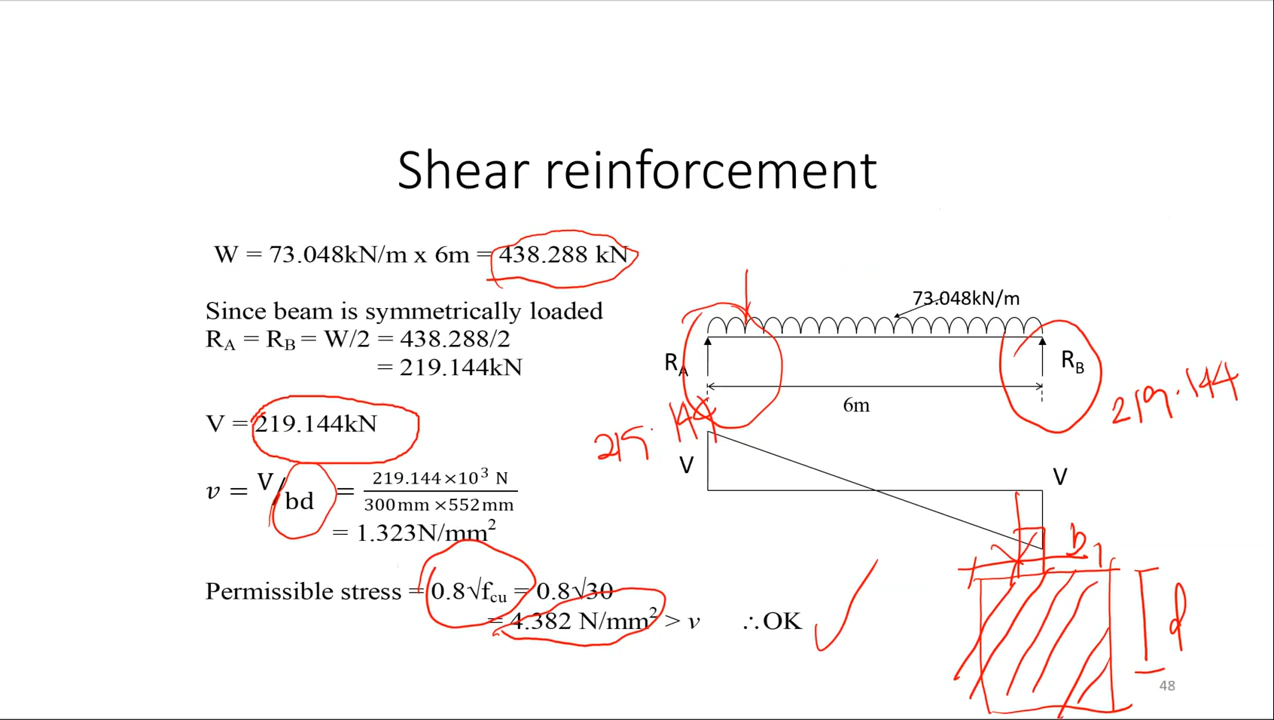 Shear reinforcement
W = 73.048kN/m x 6m = 438.288 kN
Since beam is symmetrically loaded
R_A = R_B = W/2 = 438.288/2
= 219.144kN
V = 219.144kN
v = V/bd = 219.144×10³ N / 300mm ×552mm
= 1.323N/mm²
Permissible stress = 0.8√f_cu = 0.8√30
= 4.382 N/mm² > v ∴OK
73.048kN/m
R_A
R_B
6m
219.144
219.144
V
V
b
d
48